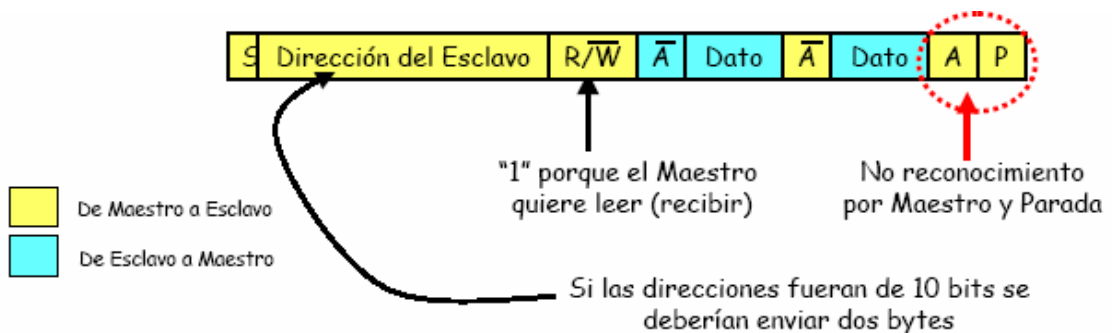 S Dirección del Esclavo R/W̅ A̅ Dato A̅ Dato A P
"1" porque el Maestro
quiere leer (recibir)
No reconocimiento
por Maestro y Parada
De Maestro a Esclavo
De Esclavo a Maestro
Si las direcciones fueran de 10 bits se
deberían enviar dos bytes